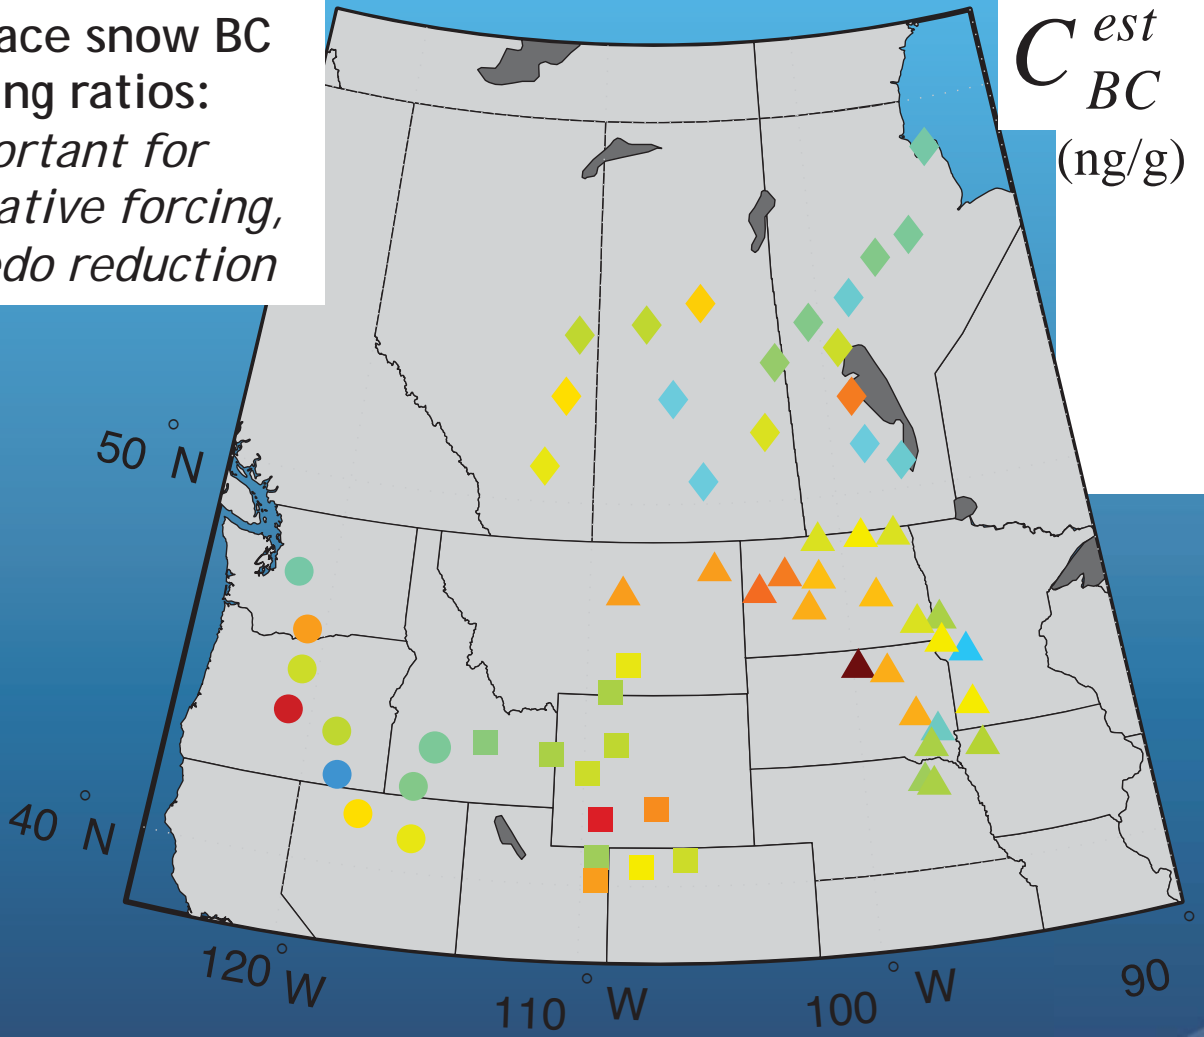 ace snow BC
ng ratios:
ortant for
ative forcing,
edo reduction
C est BC
(ng/g)
50° N
40° N
120° W
110° W
100° W
90°